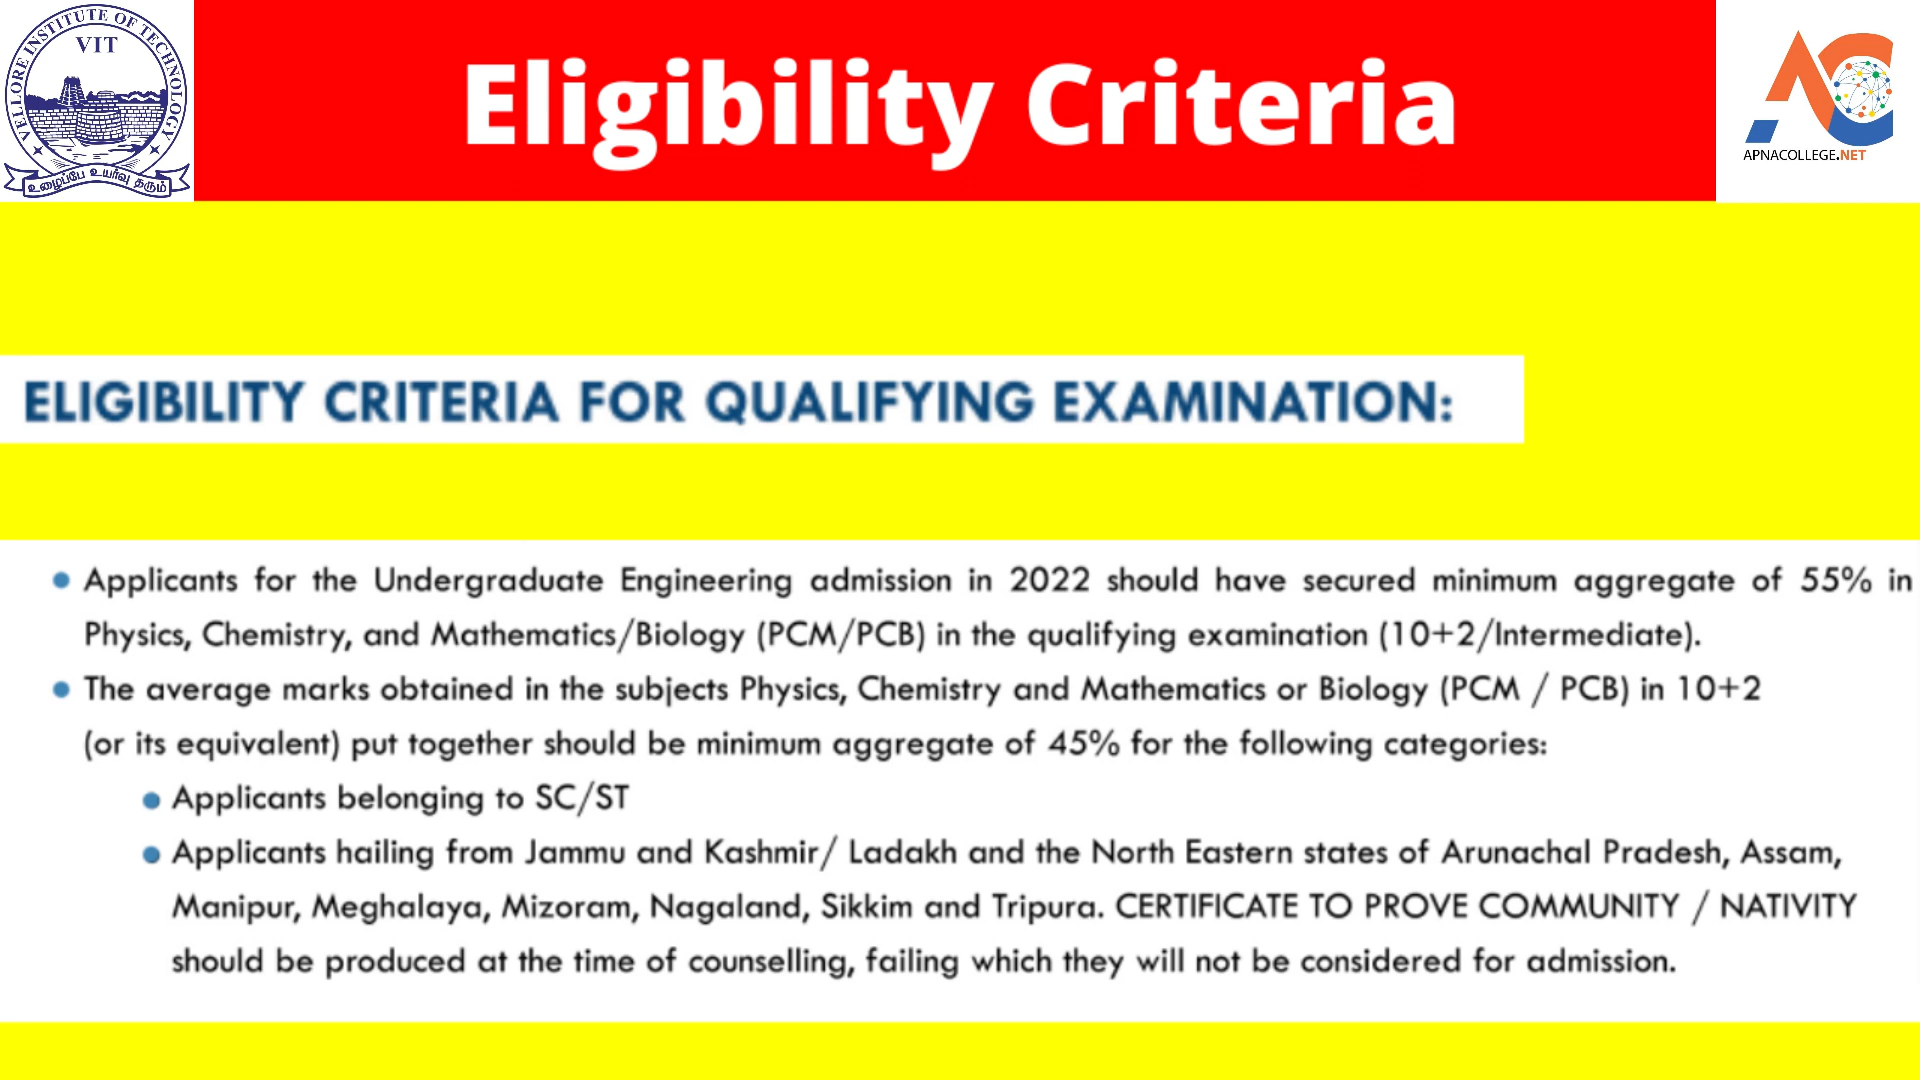 VELLORE INSTITUTE OF TECHNOLOGY
VIT
உழைப்பே உயர்வு தரும்
Eligibility Criteria
APNACOLLEGE.NET
ELIGIBILITY CRITERIA FOR QUALIFYING EXAMINATION:
• Applicants for the Undergraduate Engineering admission in 2022 should have secured minimum aggregate of 55% in
Physics, Chemistry, and Mathematics/Biology (PCM/PCB) in the qualifying examination (10+2/Intermediate).
• The average marks obtained in the subjects Physics, Chemistry and Mathematics or Biology (PCM / PCB) in 10+2
(or its equivalent) put together should be minimum aggregate of 45% for the following categories:
• Applicants belonging to SC/ST
• Applicants hailing from Jammu and Kashmir/ Ladakh and the North Eastern states of Arunachal Pradesh, Assam,
Manipur, Meghalaya, Mizoram, Nagaland, Sikkim and Tripura. CERTIFICATE TO PROVE COMMUNITY / NATIVITY
should be produced at the time of counselling, failing which they will not be considered for admission.